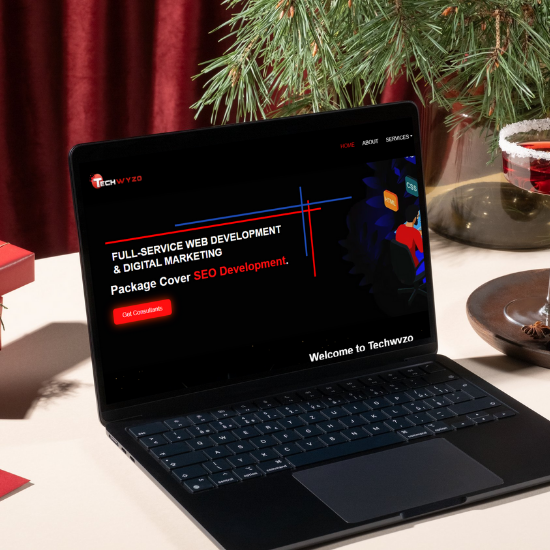 HOME ABOUT SERVICES
TECHWYZO
CSS
FULL-SERVICE WEB DEVELOPMENT
& DIGITAL MARKETING
Package Cover SEO Development.
Get Consultants
Welcome to Techwyzo